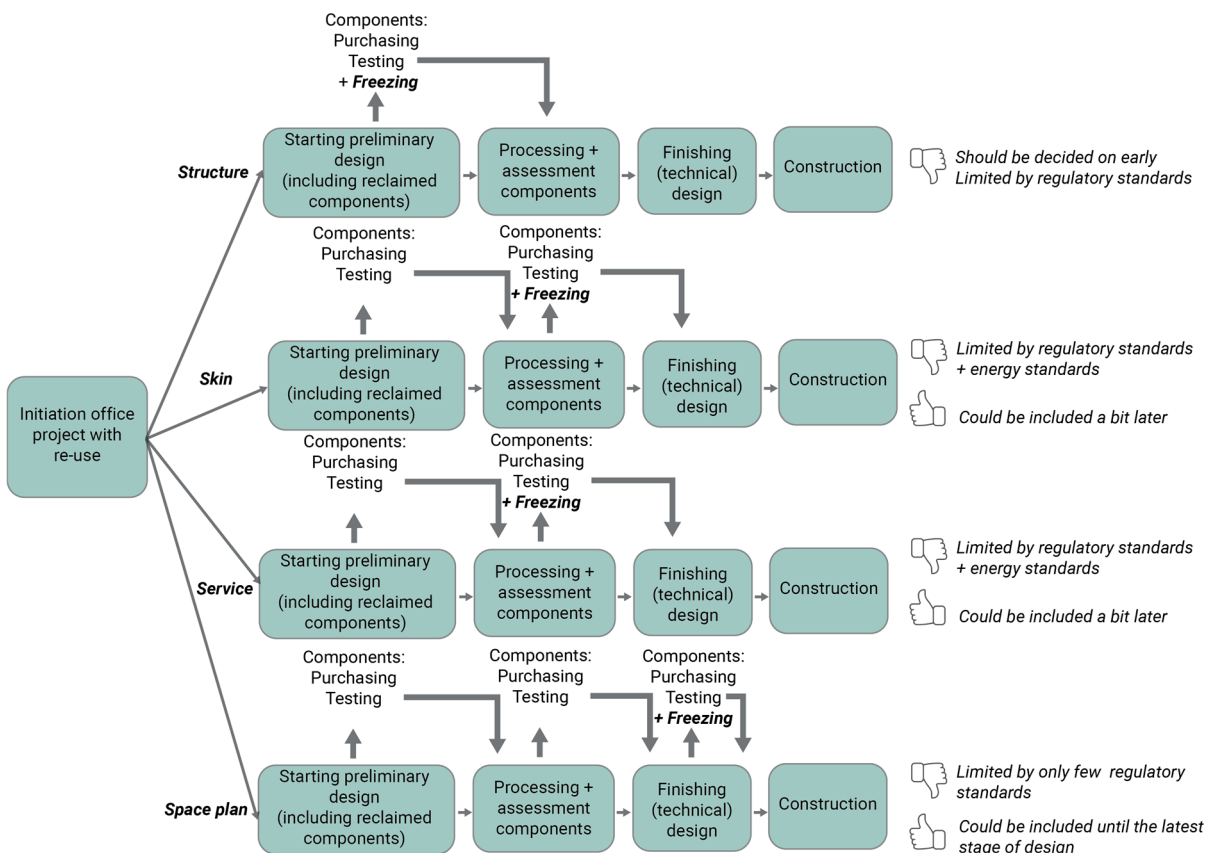 Components:
Purchasing
Testing
+ Freezing
Structure
Starting preliminary
design
(including reclaimed
components)
Processing +
assessment
components
Finishing
(technical)
design
Construction
Should be decided on early
Limited by regulatory standards
Components:
Purchasing
Testing
Components:
Purchasing
Testing
+ Freezing
Skin
Starting preliminary
design
(including reclaimed
components)
Processing +
assessment
components
Finishing
(technical)
design
Construction
Limited by regulatory standards
+ energy standards
Could be included a bit later
Initiation office
project with
re-use
Components:
Purchasing
Testing
Components:
Purchasing
Testing
+ Freezing
Service
Starting preliminary
design
(including reclaimed
components)
Processing +
assessment
components
Finishing
(technical)
design
Construction
Limited by regulatory standards
+ energy standards
Could be included a bit later
Components:
Purchasing
Testing
Components:
Purchasing
Testing
Components:
Purchasing
Testing
+ Freezing
Space plan
Starting preliminary
design
(including reclaimed
components)
Processing +
assessment
components
Finishing
(technical)
design
Construction
Limited by only few regulatory
standards
Could be included until the latest
stage of design